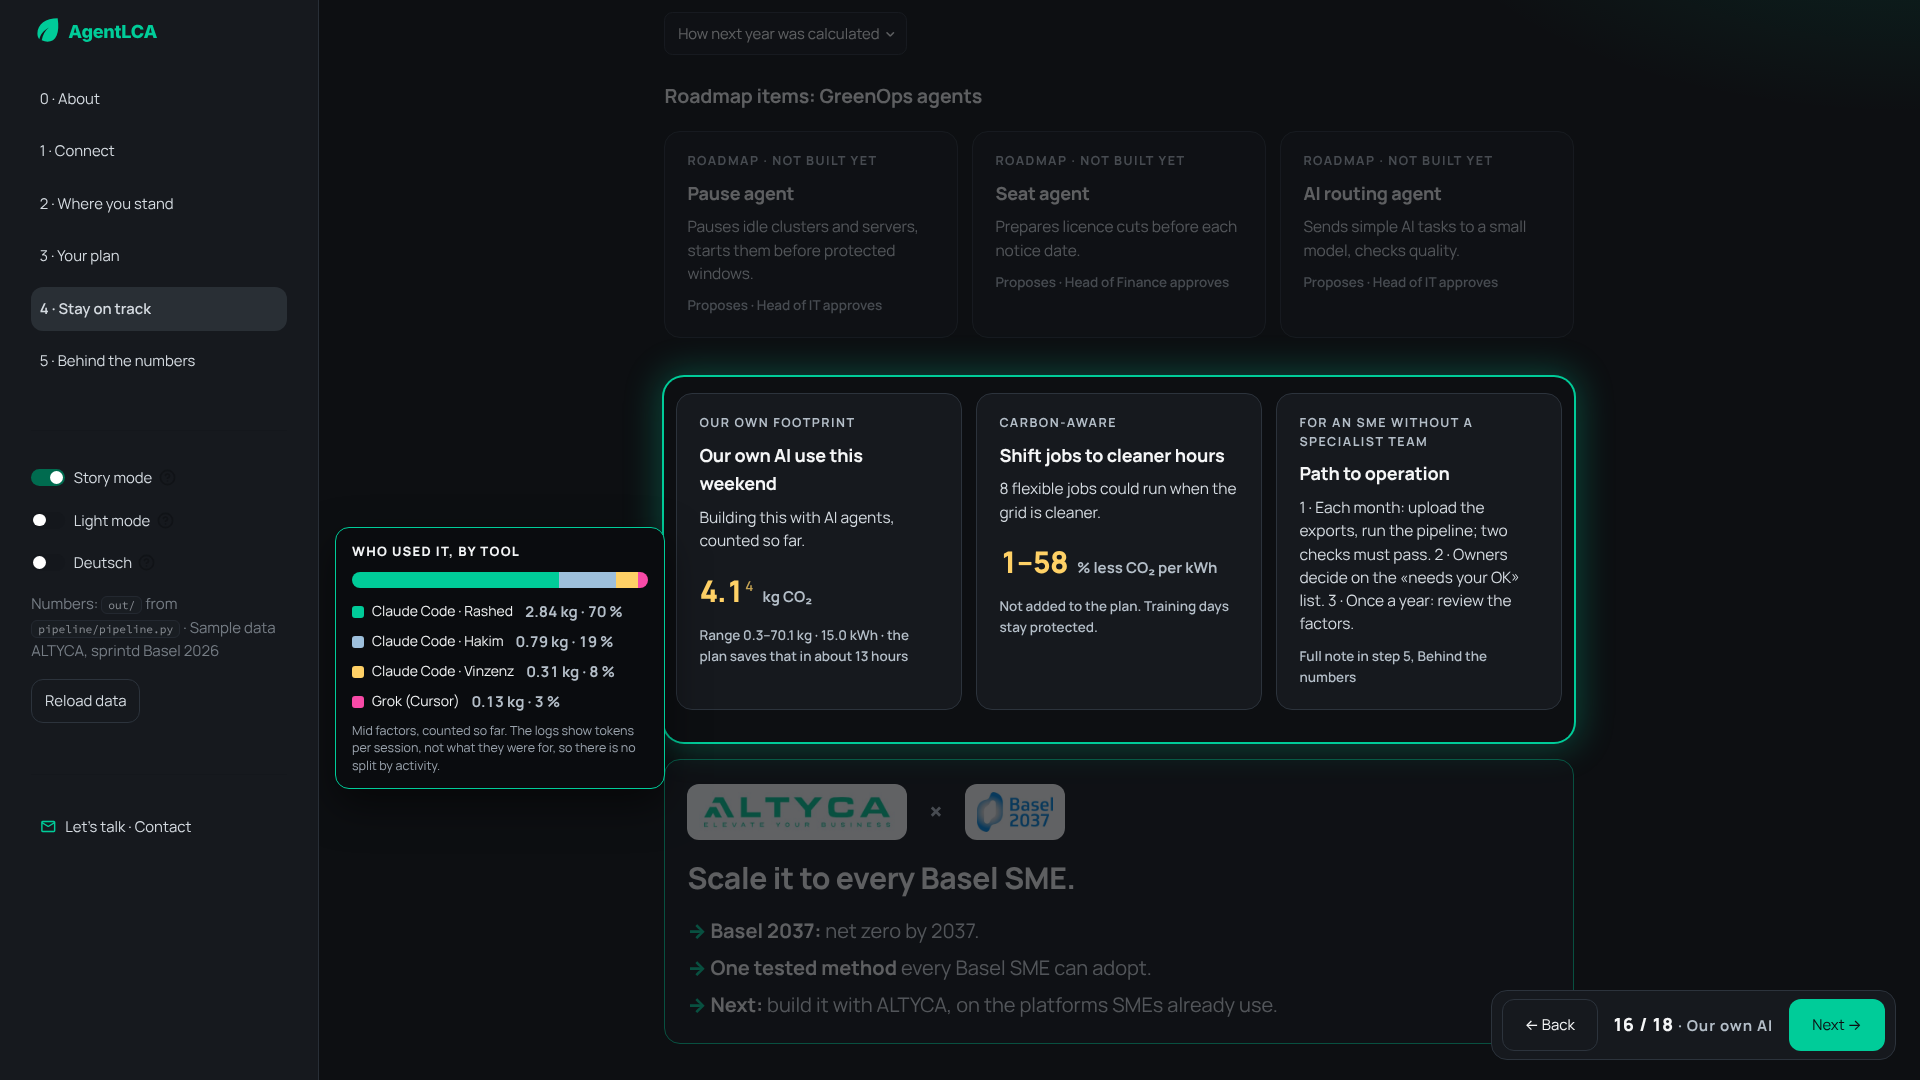 AgentLCA
0 · About
1 · Connect
2 · Where you stand
3 · Your plan
4 · Stay on track
5 · Behind the numbers
Story mode ?
Light mode ?
Deutsch ?
Numbers: out/ from
pipeline/pipeline.py · Sample data
ALTYCA, sprintd Basel 2026
Reload data
Let's talk · Contact
How next year was calculated
Roadmap items: GreenOps agents
ROADMAP · NOT BUILT YET
Pause agent
Pauses idle clusters and servers,
starts them before protected
windows.
Proposes · Head of IT approves
ROADMAP · NOT BUILT YET
Seat agent
Prepares licence cuts before each
notice date.
Proposes · Head of Finance approves
ROADMAP · NOT BUILT YET
AI routing agent
Sends simple AI tasks to a small
model, checks quality.
Proposes · Head of IT approves
WHO USED IT, BY TOOL
Claude Code · Rashed 2.84 kg · 70 %
Claude Code · Hakim 0.79 kg · 19 %
Claude Code · Vinzenz 0.31 kg · 8 %
Grok (Cursor) 0.13 kg · 3 %
Mid factors, counted so far. The logs show tokens
per session, not what they were for, so there is no
split by activity.
OUR OWN FOOTPRINT
Our own AI use this
weekend
Building this with AI agents,
counted so far.
4.1 4 kg CO₂
Range 0.3–70.1 kg · 15.0 kWh · the
plan saves that in about 13 hours
CARBON-AWARE
Shift jobs to cleaner hours
8 flexible jobs could run when the
grid is cleaner.
1–58 % less CO₂ per kWh
Not added to the plan. Training days
stay protected.
FOR AN SME WITHOUT A
SPECIALIST TEAM
Path to operation
1 · Each month: upload the
exports, run the pipeline; two
checks must pass. 2 · Owners
decide on the «needs your OK»
list. 3 · Once a year: review the
factors.
Full note in step 5, Behind the
numbers
ALTYCA
ELEVATE YOUR BUSINESS
×
Basel
2037
Scale it to every Basel SME.
→ Basel 2037: net zero by 2037.
→ One tested method every Basel SME can adopt.
→ Next: build it with ALTYCA, on the platforms SMEs already use.
← Back
16 / 18 · Our own AI
Next →